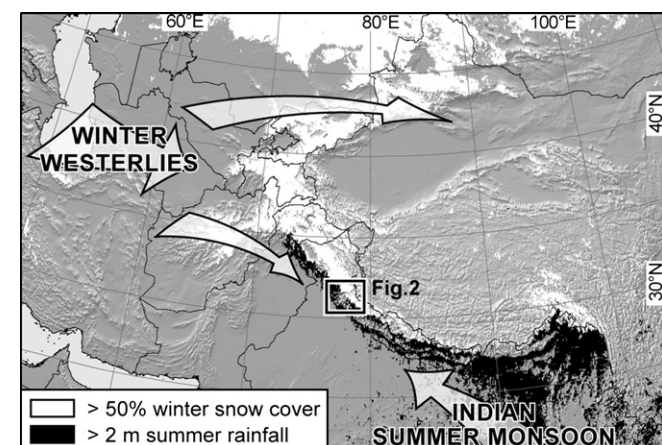 60°E 80°E 100°E
40°N
WINTER
WESTERLIES
30°N
Fig.2
> 50% winter snow cover
> 2 m summer rainfall
INDIAN
SUMMER MONSOON